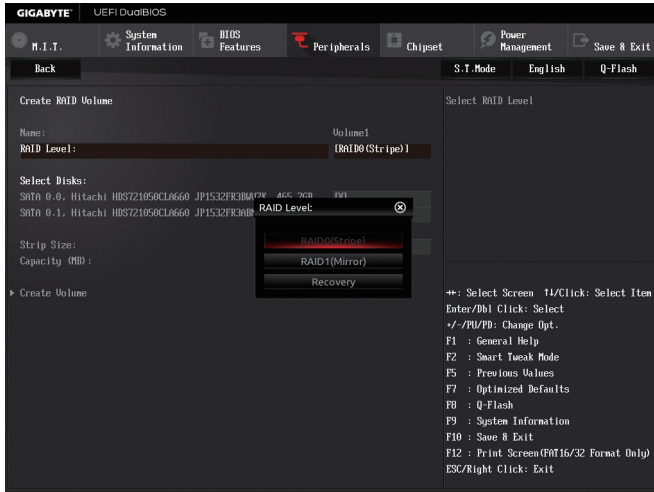 GIGABYTE™ UEFI DualBIOS
M.I.T. System Information BIOS Features Peripherals Chipset Power Management Save & Exit
Back S.T.Mode English Q-Flash
Create RAID Volume Select RAID Level
Name: Volume1
RAID Level: [RAID0(Stripe)]
Select Disks:
SATA 0.0, Hitachi HDS721050CLA660 465.7GB [X]
SATA 0.1, Hitachi HDS721050CLA660
RAID Level:
RAID0(Stripe)
RAID1(Mirror)
Recovery
Strip Size:
Capacity (MB):
Create Volume
→←: Select Screen ↑↓/Click: Select Item
Enter/Dbl Click: Select
+/-/PU/PD: Change Opt.
F1 : General Help
F2 : Smart Tweak Mode
F5 : Previous Values
F7 : Optimized Defaults
F8 : Q-Flash
F9 : System Information
F10 : Save & Exit
F12 : Print Screen(FAT16/32 Format Only)
ESC/Right Click: Exit